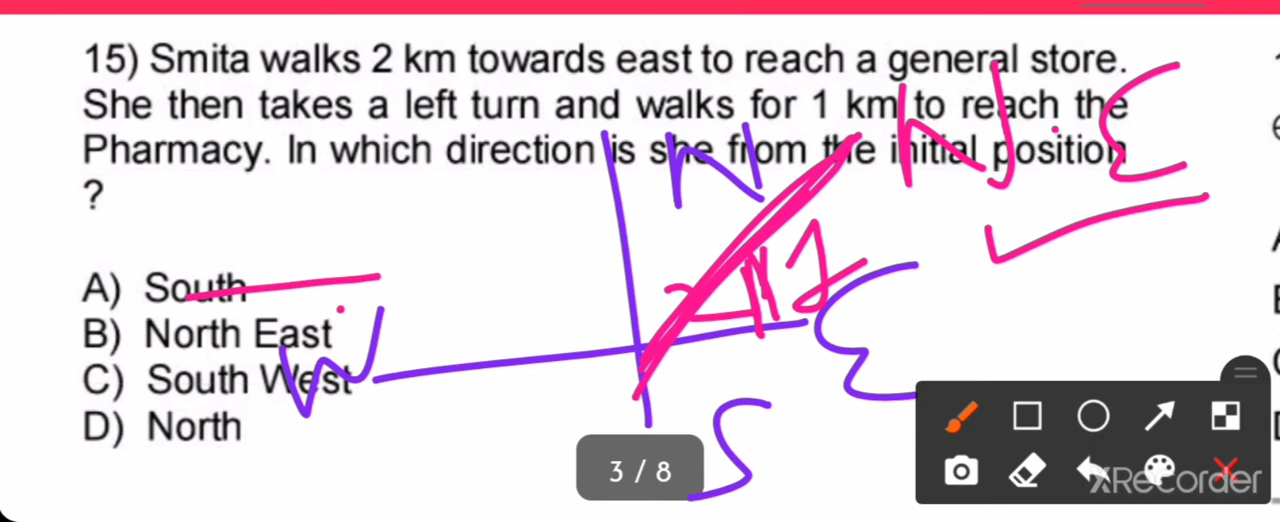 15) Smita walks 2 km towards east to reach a general store.
She then takes a left turn and walks for 1 km to reach the
Pharmacy. In which direction is she from the initial position
?
A) South
B) North East
C) South West
D) North
N
N.E
W
E
S
2
1
3 / 8
XRecorder